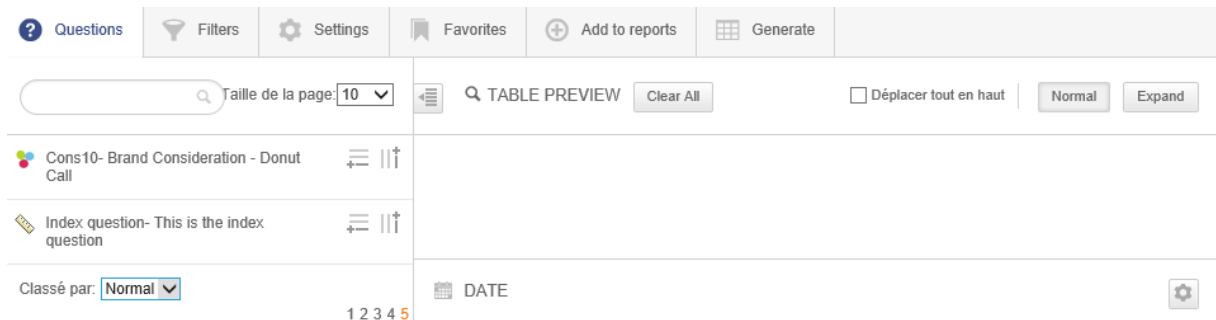 Questions Filters Settings Favorites Add to reports Generate
Taille de la page: 10 TABLE PREVIEW Clear All Déplacer tout en haut Normal Expand
Cons10- Brand Consideration - Donut
Call
Index question- This is the index
question
Classé par: Normal DATE
1 2 3 4 5